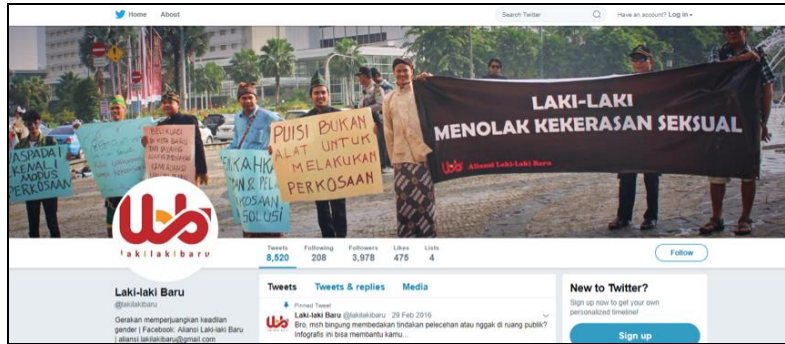 Home About
Search Twitter
Have an account? Log in
ASPADA!
KENALI
MODUS
PERKOSAAN
PUISI BUKAN
ALAT UNTUK
MELAKUKAN
PERKOSAAN
LAKI-LAKI
MENOLAK KEKERASAN SEKSUAL
Aliansi Laki-Laki Baru
lakilakibaru
Tweets Following Followers Likes Lists
8,520 208 3,978 475 4
Follow
Laki-laki Baru
@lakilakibaru
Gerakan memperjuangkan keadilan
gender | Facebook: Aliansi Laki-laki Baru
| aliansi.lakilakibaru@gmail.com
Tweets Tweets & replies Media
Pinned Tweet
Laki-laki Baru @lakilakibaru · 29 Feb 2016
Bro, msh bingung membedakan tindakan pelecehan atau nggak di ruang publik?
Infografis ini bisa membantu kamu...
New to Twitter?
Sign up now to get your own
personalized timeline!
Sign up